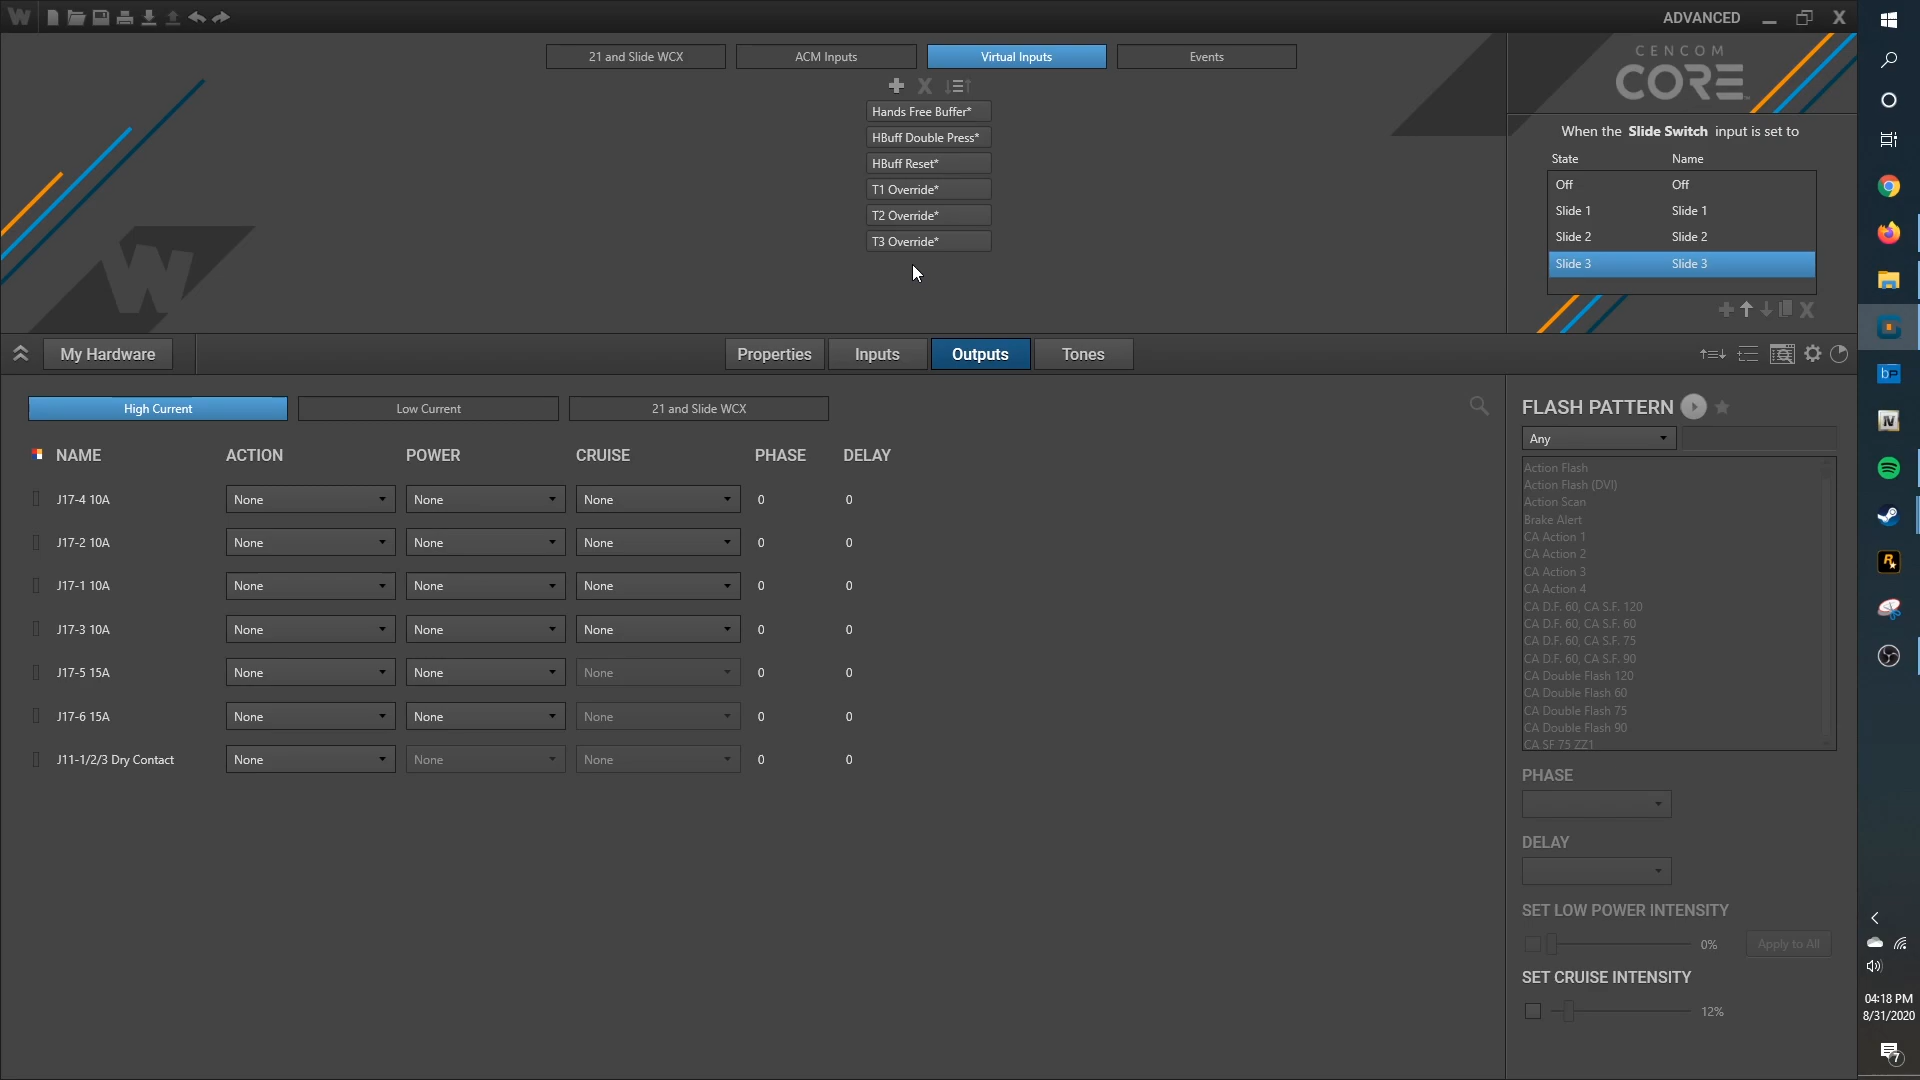 ADVANCED
21 and Slide WCX
ACM Inputs
Virtual Inputs
Events
CENCOM
CORE
Hands Free Buffer*
HBuff Double Press*
HBuff Reset*
T1 Override*
T2 Override*
T3 Override*
When the Slide Switch input is set to
State Name
Off Off
Slide 1 Slide 1
Slide 2 Slide 2
Slide 3 Slide 3
My Hardware
Properties
Inputs
Outputs
Tones
High Current
Low Current
21 and Slide WCX
NAME ACTION POWER CRUISE PHASE DELAY
J17-4 10A None None None 0 0
J17-2 10A None None None 0 0
J17-1 10A None None None 0 0
J17-3 10A None None None 0 0
J17-5 15A None None None 0 0
J17-6 15A None None None 0 0
J11-1/2/3 Dry Contact None None None 0 0
FLASH PATTERN
Any
Action Flash
Action Flash (DVI)
Action Scan
Brake Alert
CA Action 1
CA Action 2
CA Action 3
CA Action 4
CA D.F. 60, CA S.F. 120
CA D.F. 60, CA S.F. 60
CA D.F. 60, CA S.F. 75
CA D.F. 60, CA S.F. 90
CA Double Flash 120
CA Double Flash 60
CA Double Flash 75
CA Double Flash 90
CA SF 75 ZZ1
PHASE
DELAY
SET LOW POWER INTENSITY
0% Apply to All
SET CRUISE INTENSITY
12%
04:18 PM
8/31/2020
7